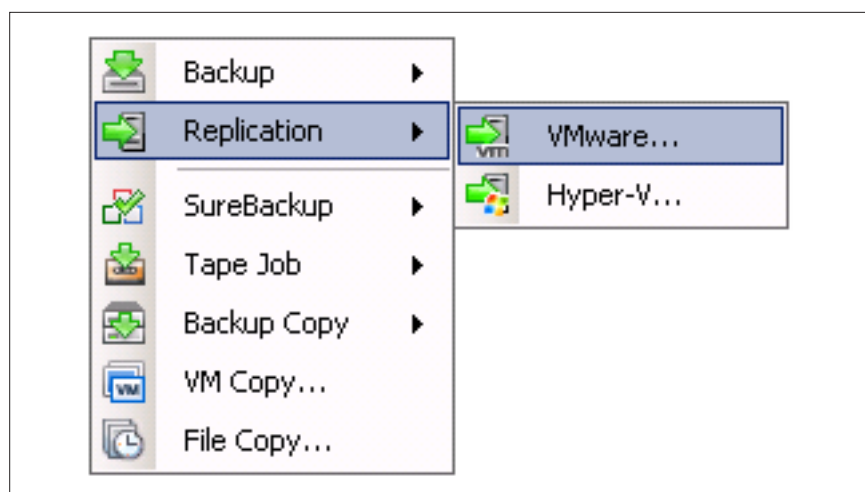 Backup
Replication
VMware...
Hyper-V...
SureBackup
Tape Job
Backup Copy
VM Copy...
File Copy...